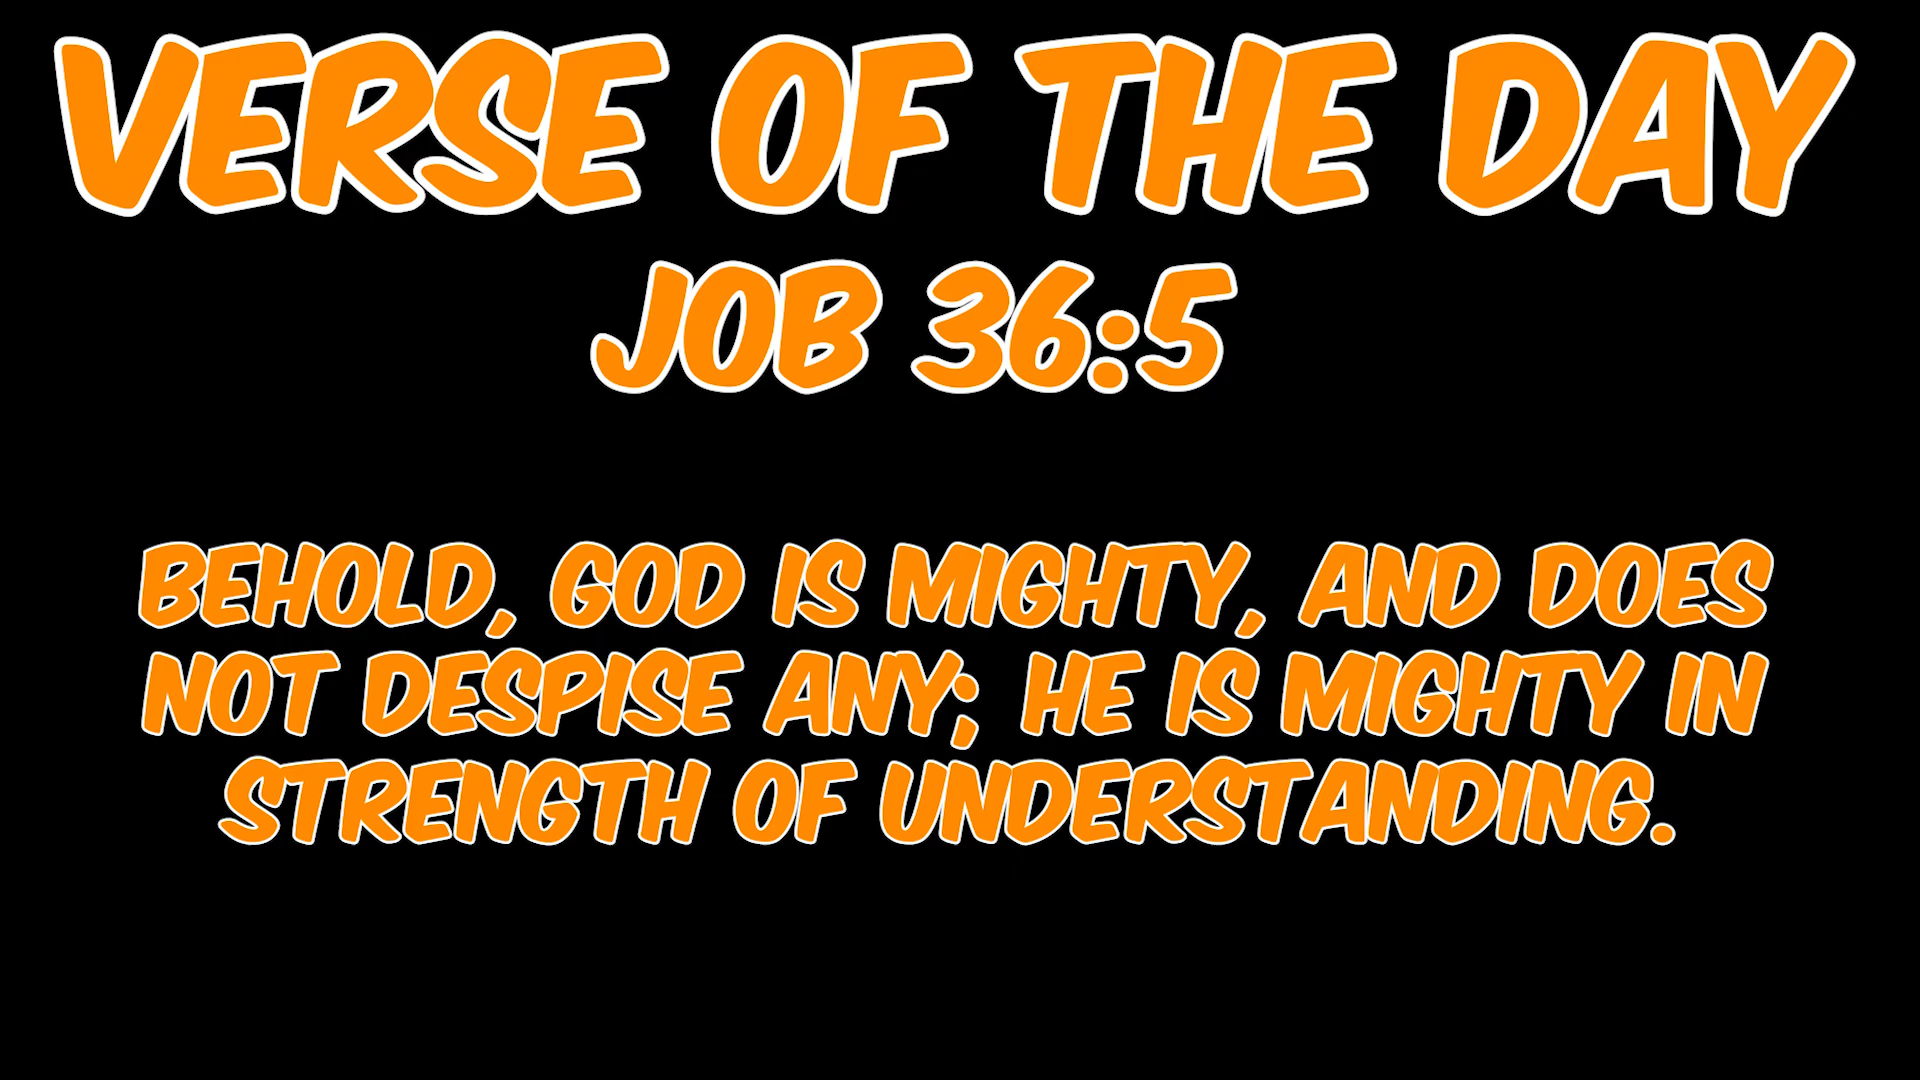 VERSE OF THE DAY
JOB 36:5
BEHOLD, GOD IS MIGHTY, AND DOES
NOT DESPISE ANY; HE IS MIGHTY IN
STRENGTH OF UNDERSTANDING.